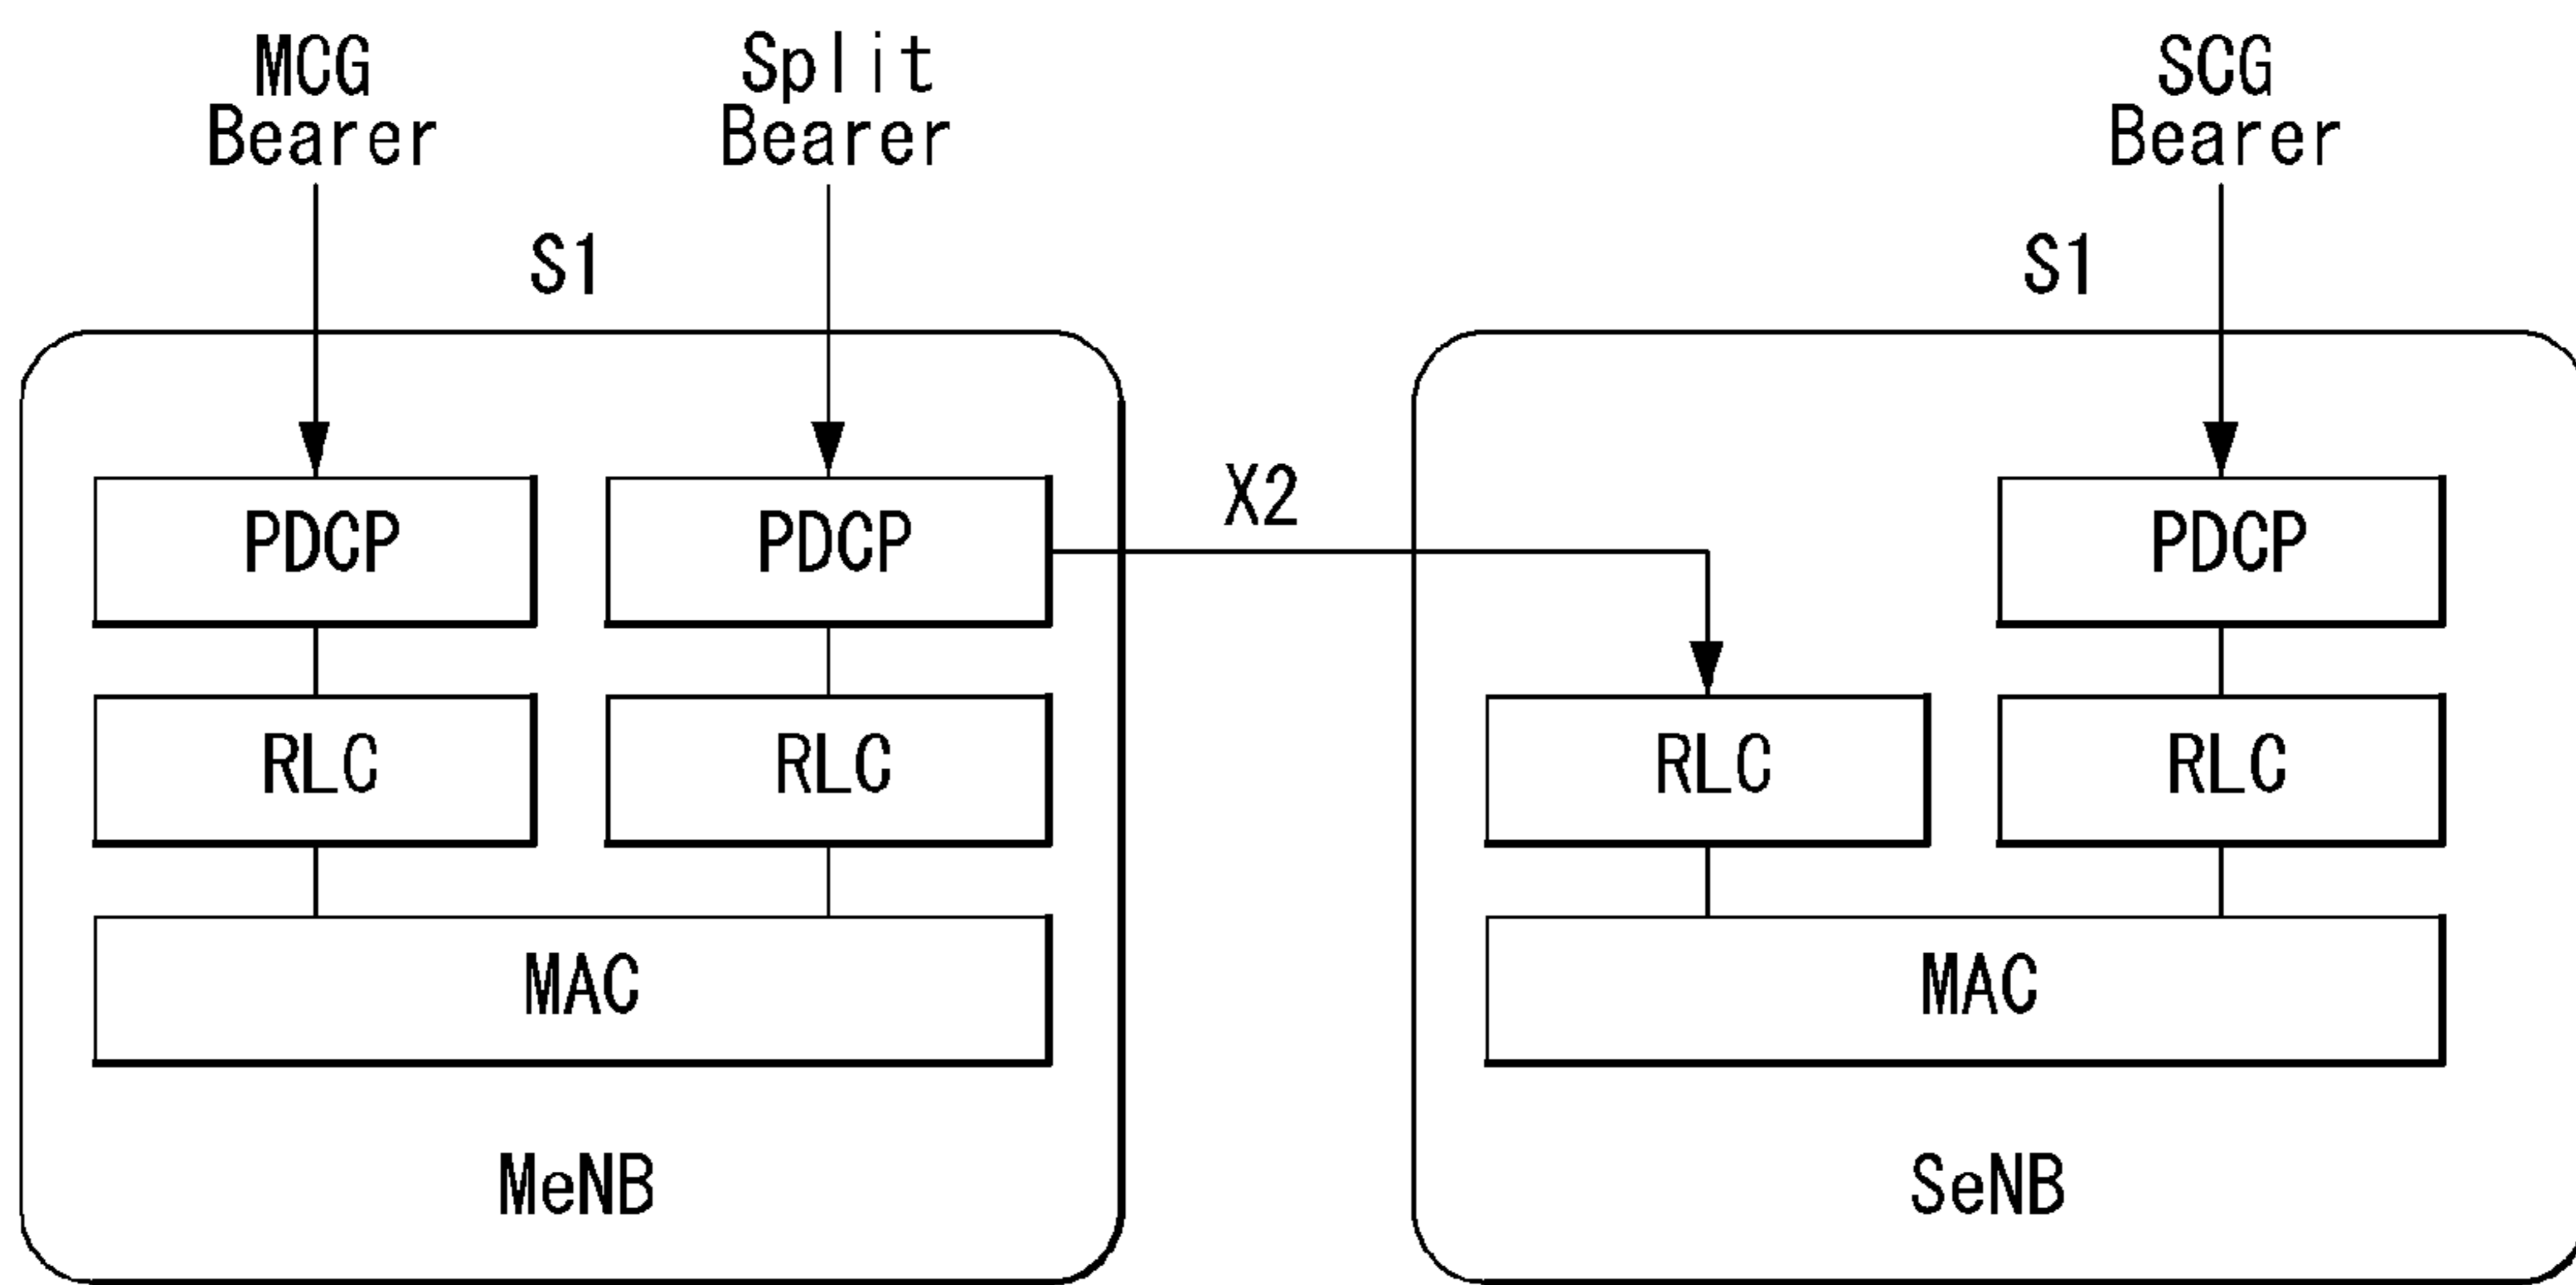 MCG
Bearer
Split
Bearer
SCG
Bearer
S1
S1
X2
PDCP
PDCP
PDCP
RLC
RLC
RLC
RLC
MAC
MAC
MeNB
SeNB